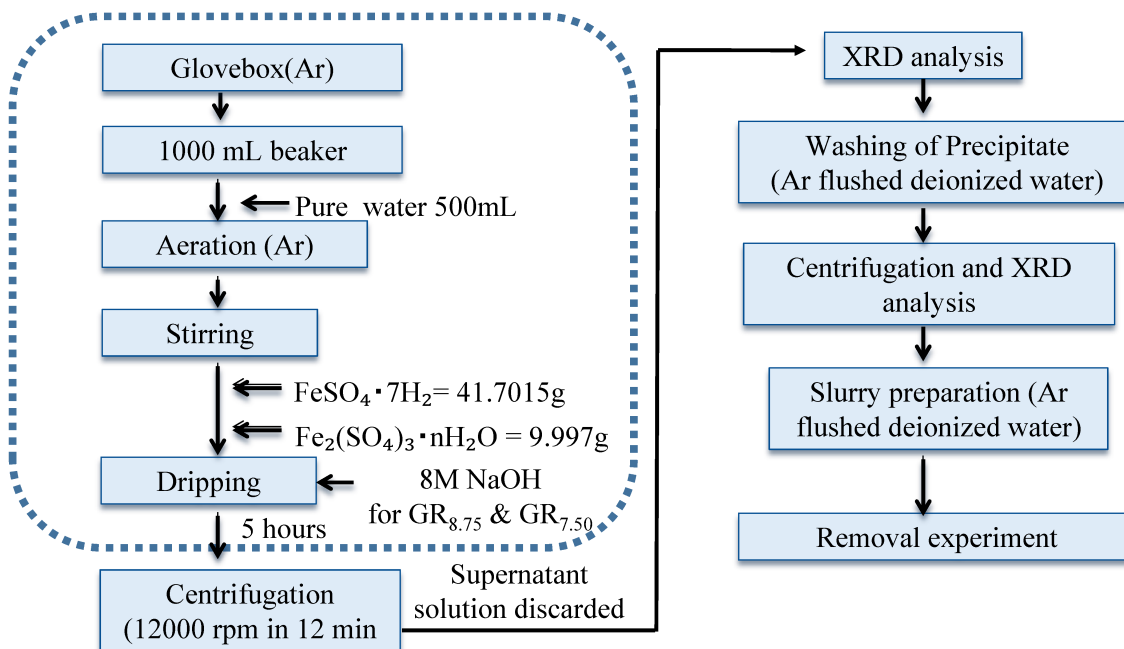 Glovebox(Ar)
1000 mL beaker
Pure water 500mL
Aeration (Ar)
Stirring
FeSO₄・7H₂= 41.7015g
Fe₂(SO₄)₃・nH₂O = 9.997g
Dripping
8M NaOH
for GR₈.₇₅ & GR₇.₅₀
5 hours
Centrifugation
(12000 rpm in 12 min
Supernatant
solution discarded
XRD analysis
Washing of Precipitate
(Ar flushed deionized water)
Centrifugation and XRD
analysis
Slurry preparation (Ar
flushed deionized water)
Removal experiment